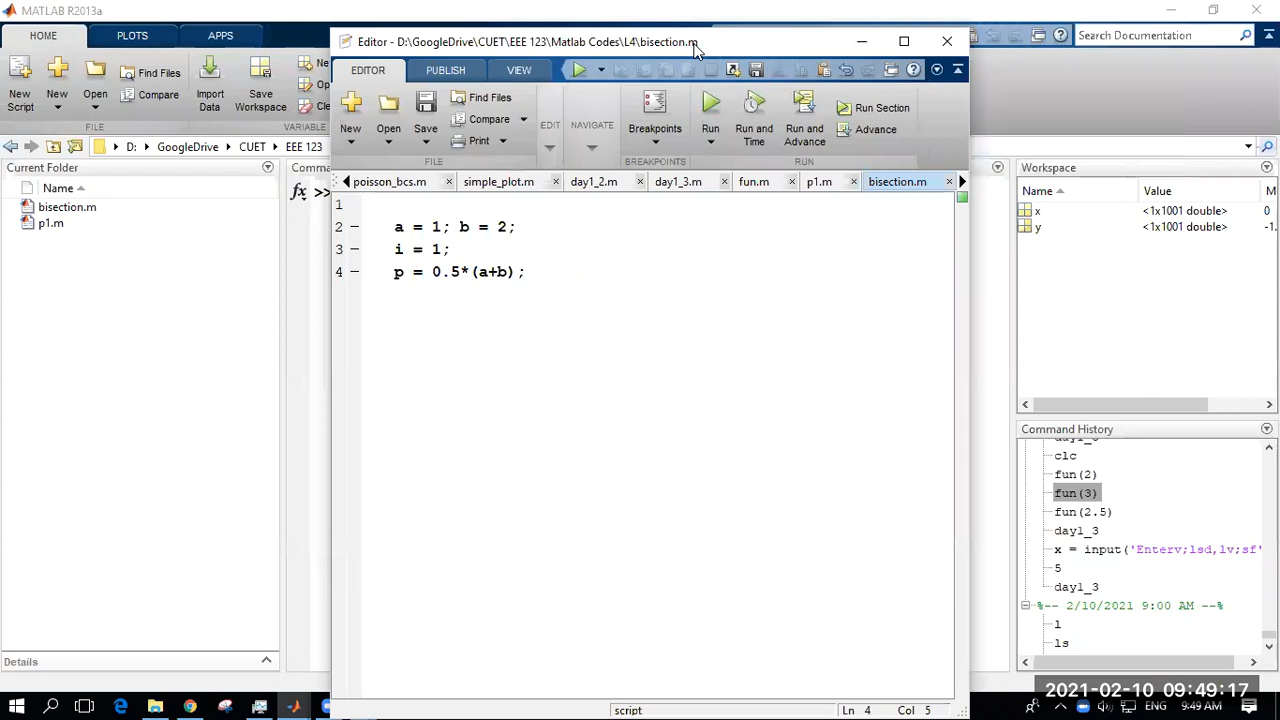 MATLAB R2013a
HOME
PLOTS
APPS
Search Documentation
New Script
New
Open
Find Files
Compare
Import Data
Save Workspace
FILE
VARIABLE
D: GoogleDrive CUET EEE 123
Current Folder
Name
bisection.m
p1.m
Details
fx >>
Editor - D:\GoogleDrive\CUET\EEE 123\Matlab Codes\L4\bisection.m
EDITOR
PUBLISH
VIEW
New
Open
Save
Find Files
Compare
Print
FILE
EDIT
NAVIGATE
Breakpoints
BREAKPOINTS
Run
Run and Time
Run and Advance
Run Section
Advance
RUN
poisson_bcs.m
simple_plot.m
day1_2.m
day1_3.m
fun.m
p1.m
bisection.m
1
2 – a = 1; b = 2;
3 – i = 1;
4 – p = 0.5*(a+b);
script
Ln 4 Col 5
Workspace
Name Value M
x <1x1001 double> 0
y <1x1001 double> -1.
Command History
clc
fun(2)
fun(3)
fun(2.5)
day1_3
x = input('Enterv;lsd,lv;sf'
5
day1_3
%-- 2/10/2021 9:00 AM --%
l
ls
2021-02-10 09:49:17
ENG
9:49 AM